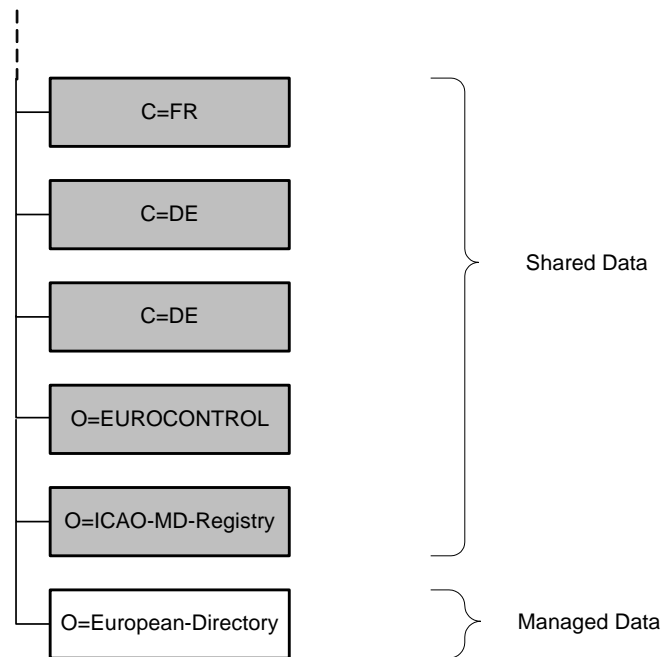 C=FR
C=DE
C=DE
O=EUROCONTROL
O=ICAO-MD-Registry
O=European-Directory
Shared Data
Managed Data